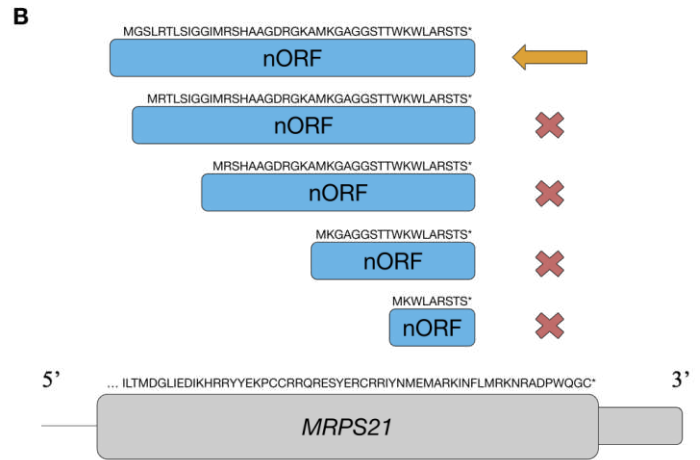 B
MGSLRTLSIGGIMRSHAAGDRGKAMKGAGGSTTWKWLARSTS*
nORF
MRTLSIGGIMRSHAAGDRGKAMKGAGGSTTWKWLARSTS*
nORF
MRSHAAGDRGKAMKGAGGSTTWKWLARSTS*
nORF
MKGAGGSTTWKWLARSTS*
nORF
MKWLARSTS*
nORF
5’ ... ILTMDGLIEDIKHRRYYEKPCCRRQRESYERCRRIYNMEMARKINFLMRKNRADPWQGC* 3’
MRPS21